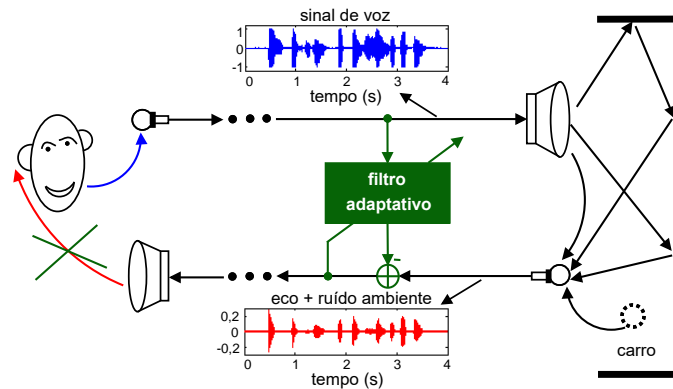 sinal de voz
1
0
-1
0 1 2 3 4
tempo (s)
filtro
adaptativo
-
eco + ruído ambiente
0,2
0
-0,2
0 1 2 3 4
tempo (s)
carro